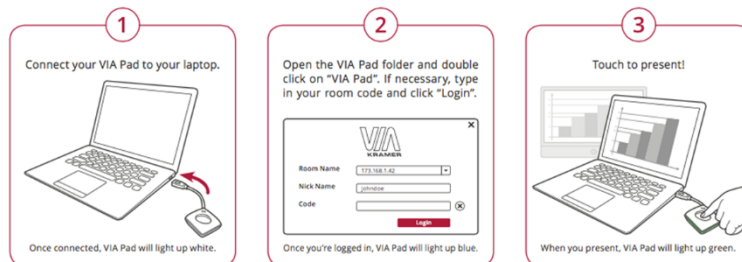 1
Connect your VIA Pad to your laptop.
Once connected, VIA Pad will light up white.
2
Open the VIA Pad folder and double
click on “VIA Pad”. If necessary, type
in your room code and click “Login”.
VIA
KRAMER
Room Name
173.168.1.42
Nick Name
johndoe
Code
Login
Once you’re logged in, VIA Pad will light up blue.
3
Touch to present!
When you present, VIA Pad will light up green.